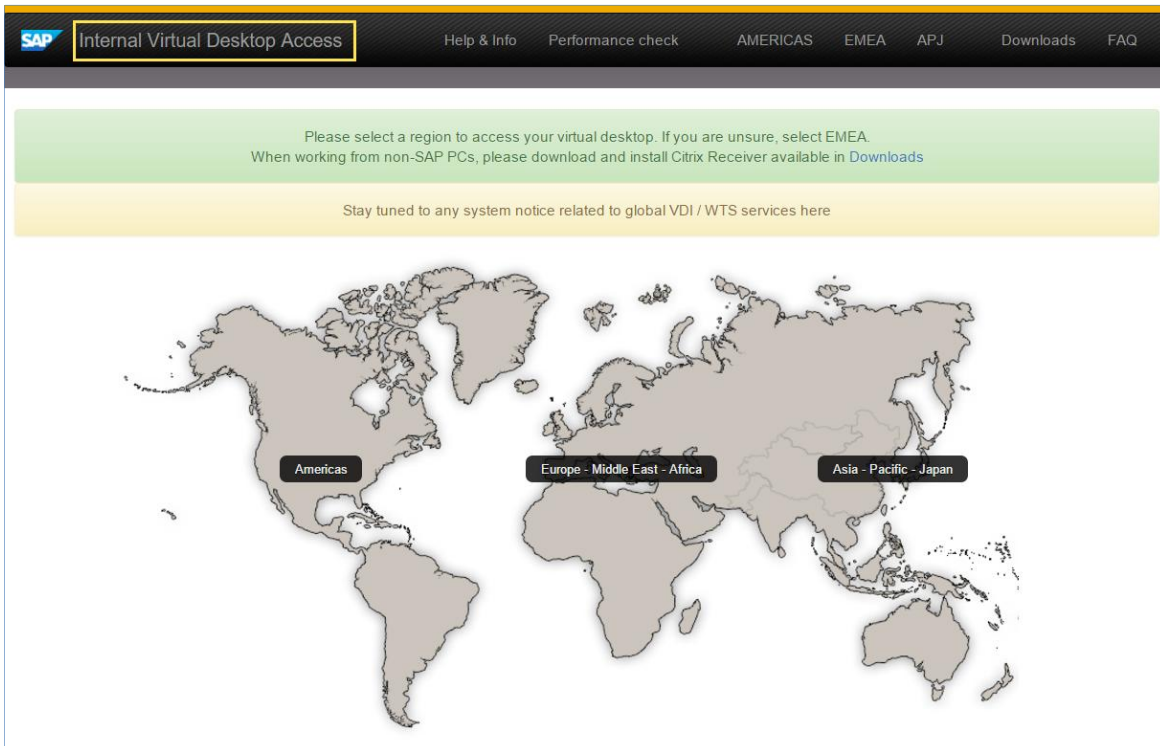 SAP Internal Virtual Desktop Access Help & Info Performance check AMERICAS EMEA APJ Downloads FAQ
Please select a region to access your virtual desktop. If you are unsure, select EMEA.
When working from non-SAP PCs, please download and install Citrix Receiver available in Downloads
Stay tuned to any system notice related to global VDI / WTS services here
Americas Europe - Middle East - Africa Asia - Pacific - Japan